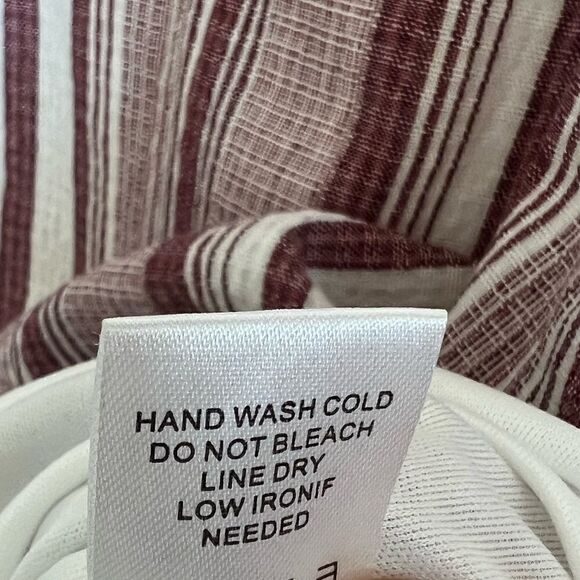 HAND WASH COLD
DO NOT BLEACH
LINE DRY
LOW IRONIF
NEEDED